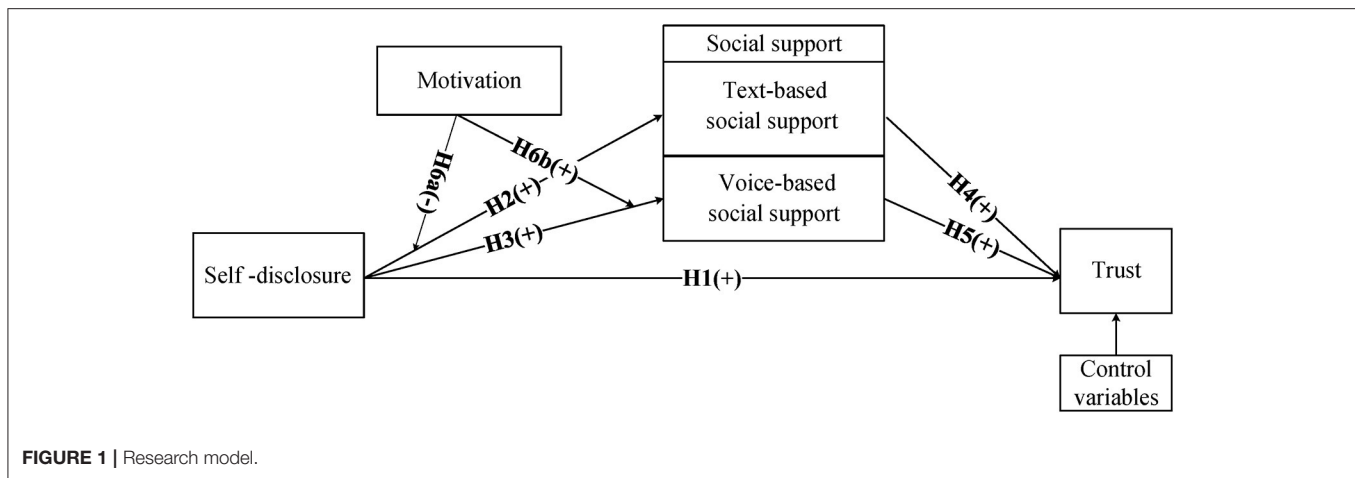 Social support
Motivation
Text-based
social support
H6a(-)
H6b(+)
H2(+)
Voice-based
social support
H3(+)
H4(+)
H5(+)
Self -disclosure
H1(+)
Trust
Control
variables
FIGURE 1 | Research model.